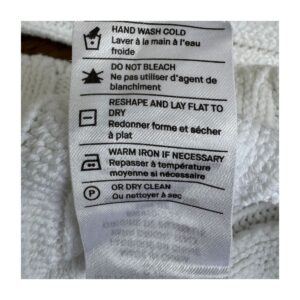 HAND WASH COLD
Laver à la main à l'eau
froide
DO NOT BLEACH
Ne pas utiliser d'agent de
blanchiment
RESHAPE AND LAY FLAT TO
DRY
Redonner forme et sécher
à plat
WARM IRON IF NECESSARY
Repasser à température
moyenne si nécessaire
P
OR DRY CLEAN
Ou nettoyer à sec